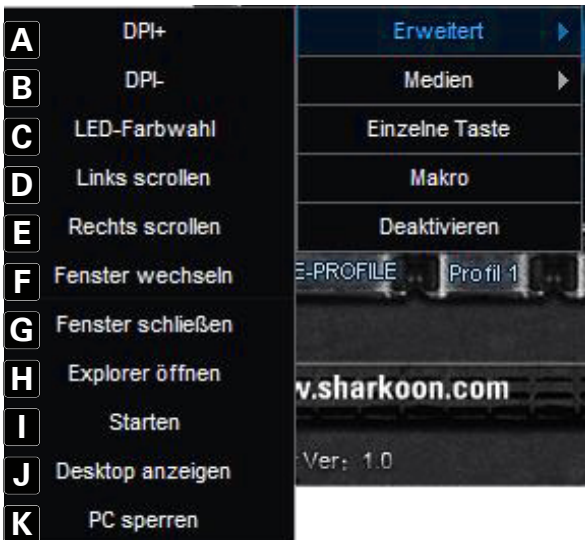 A DPI+
B DPI-
C LED-Farbwahl
D Links scrollen
E Rechts scrollen
F Fenster wechseln
G Fenster schließen
H Explorer öffnen
I Starten
J Desktop anzeigen
K PC sperren
Erweitert
Medien
Einzelne Taste
Makro
Deaktivieren
E-PROFILE Profil 1
w.sharkoon.com
Ver: 1.0